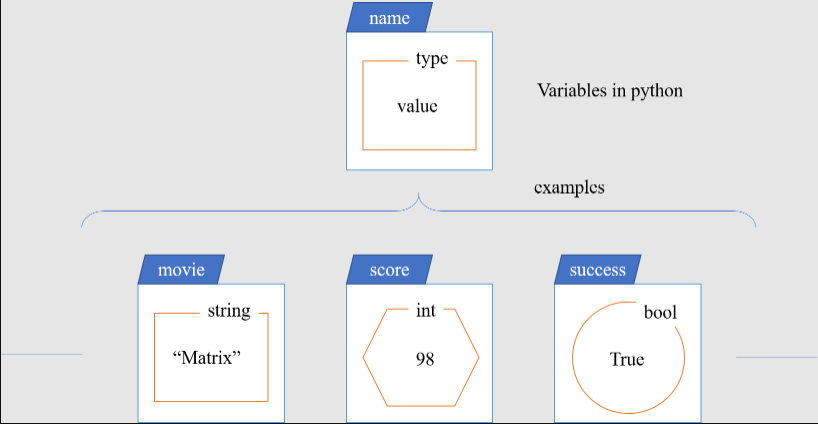 name
type
value
Variables in python
examples
movie
string
“Matrix”
score
int
98
success
bool
True